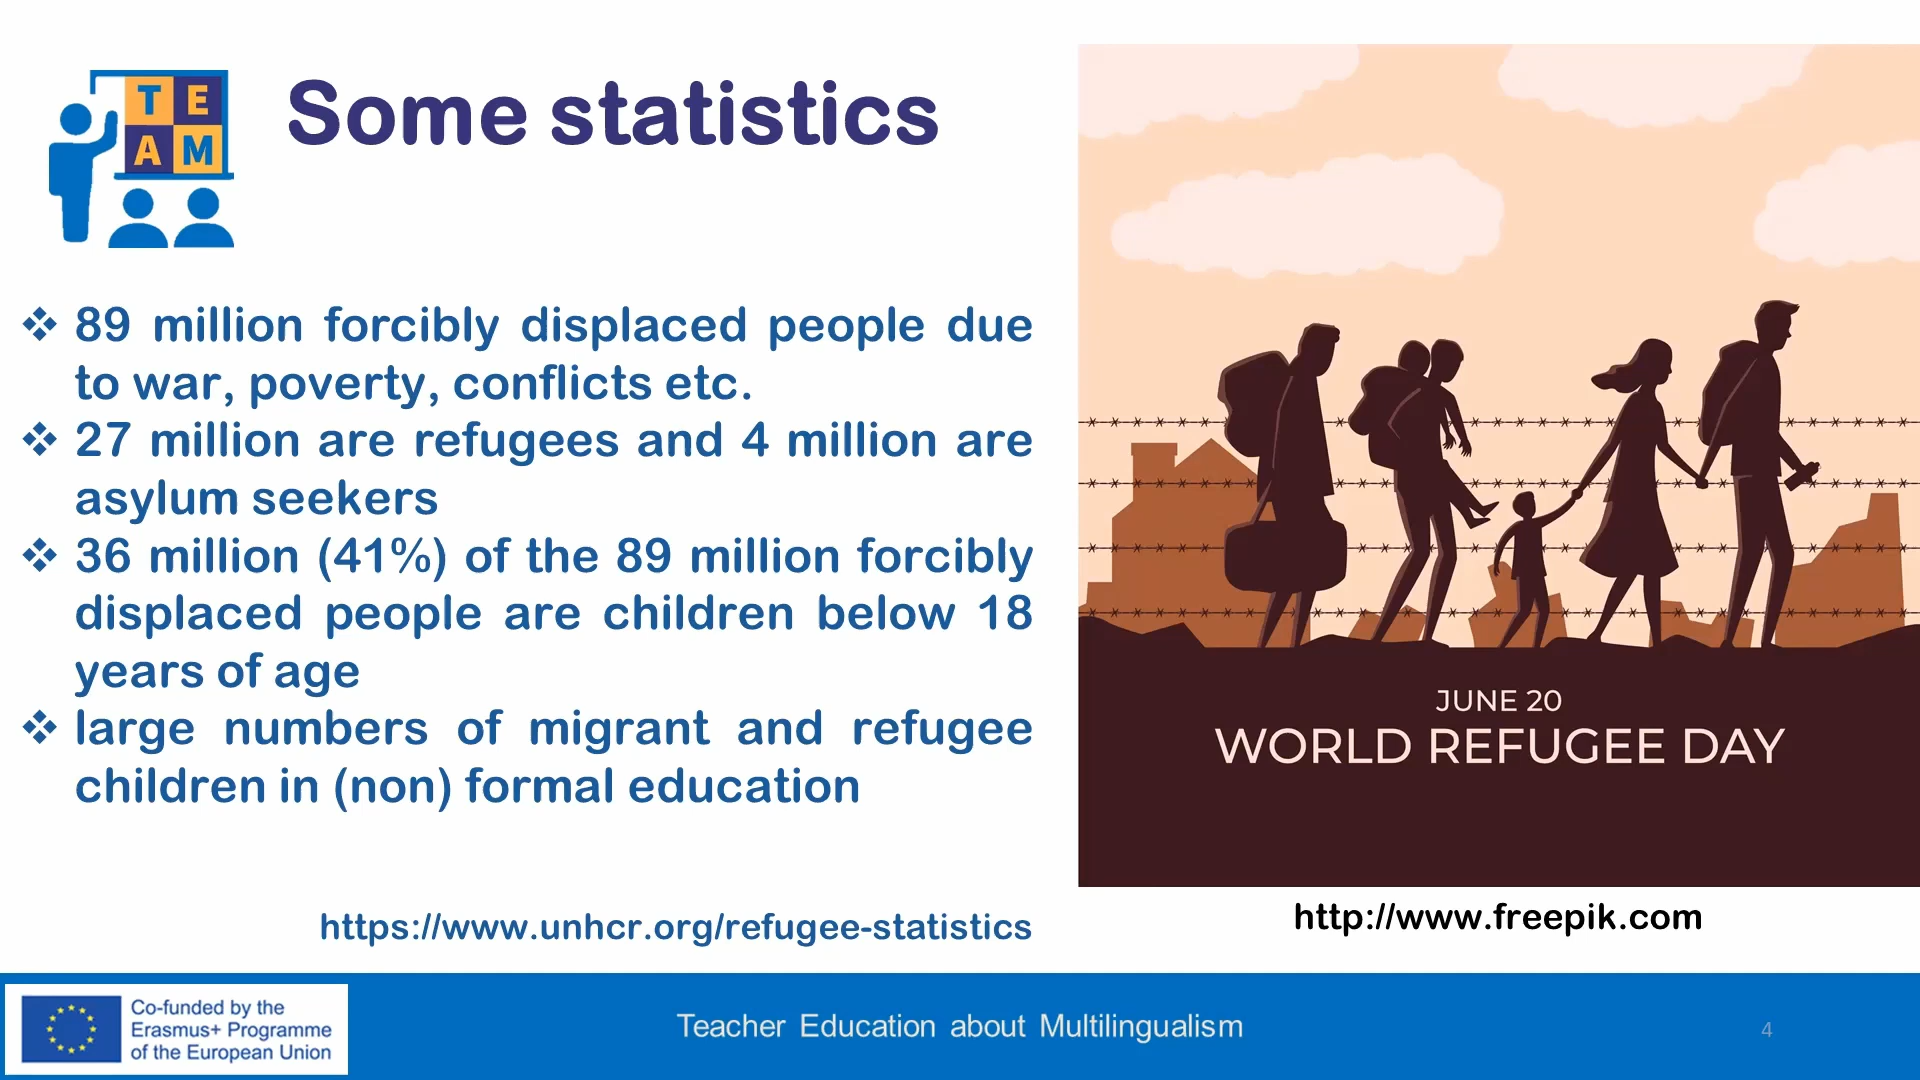 T E
A M
Some statistics
❖ 89 million forcibly displaced people due
to war, poverty, conflicts etc.
❖ 27 million are refugees and 4 million are
asylum seekers
❖ 36 million (41%) of the 89 million forcibly
displaced people are children below 18
years of age
❖ large numbers of migrant and refugee
children in (non) formal education
https://www.unhcr.org/refugee-statistics
JUNE 20
WORLD REFUGEE DAY
http://www.freepik.com
Co-funded by the
Erasmus+ Programme
of the European Union
Teacher Education about Multilingualism
4